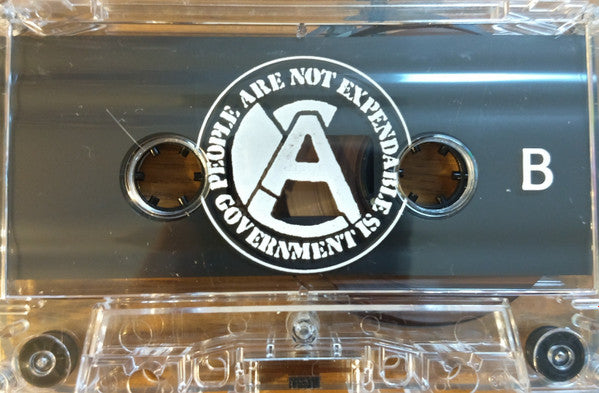 PEOPLE ARE NOT EXPENDABLE
GOVERNMENT IS
A
B